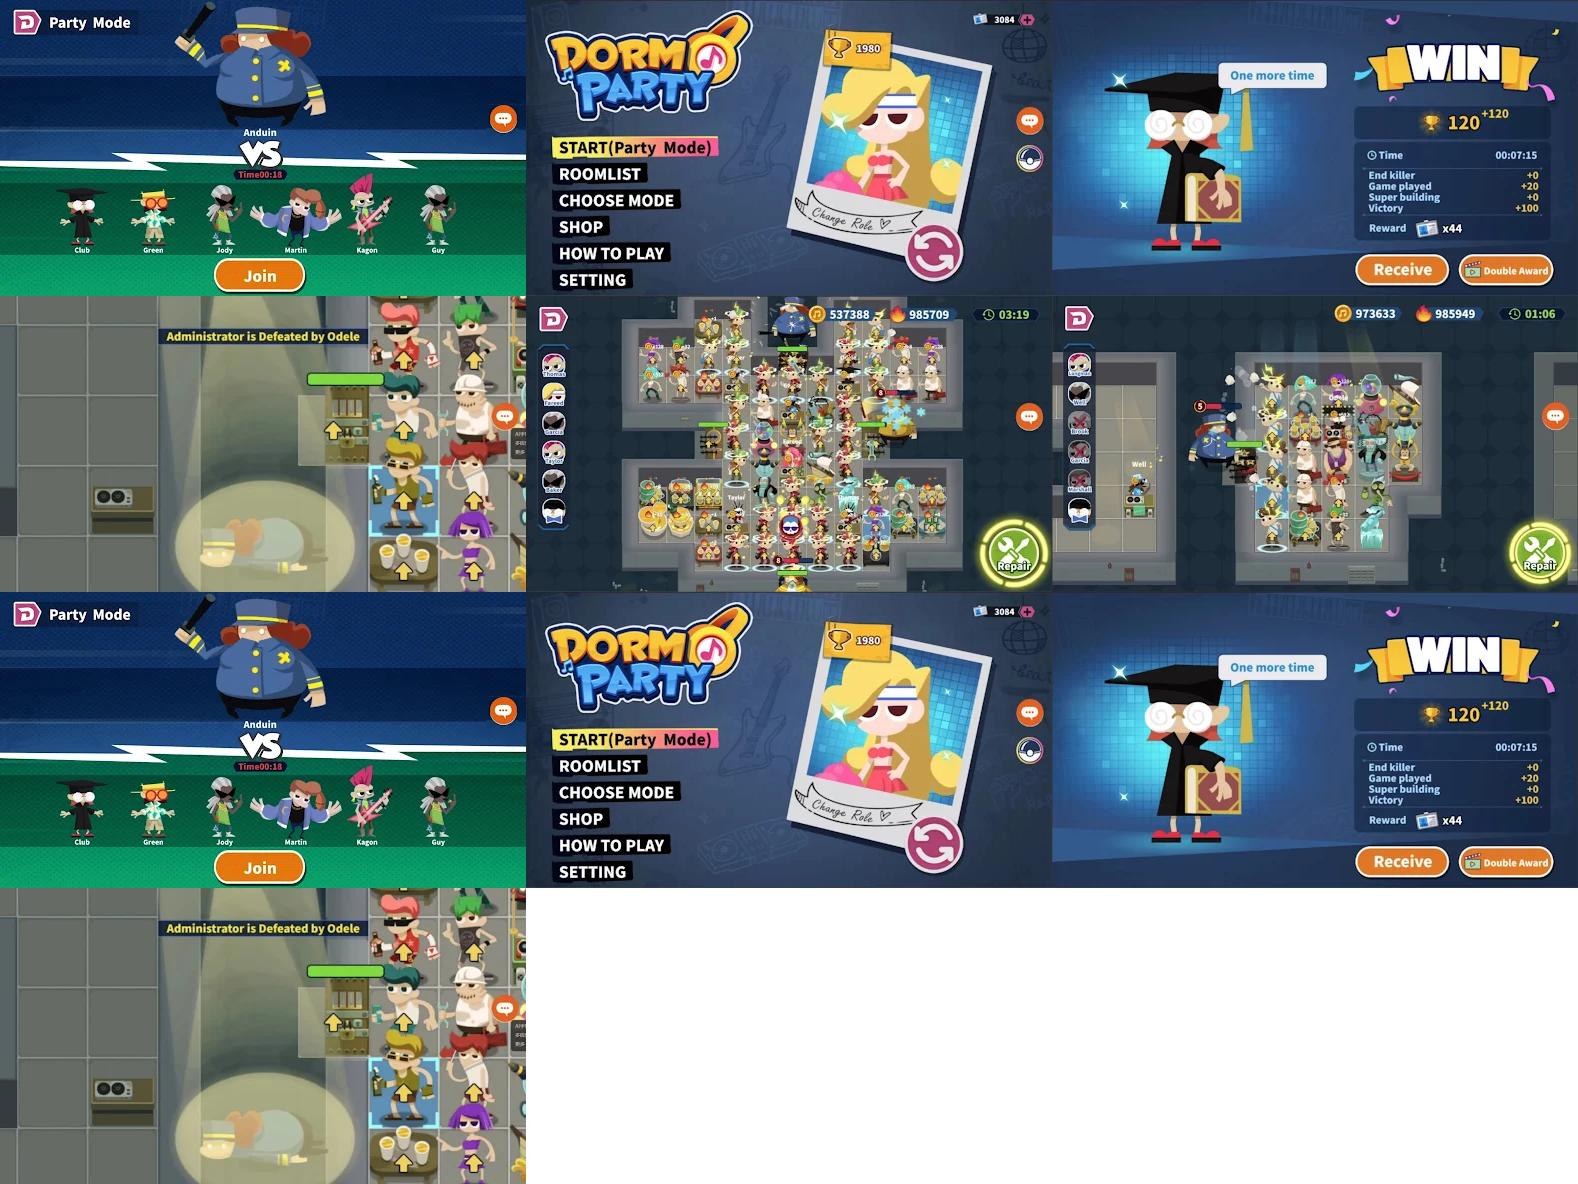 Party Mode
Anduin
VS
Time00:18
Club
Green
Jody
Martin
Kagon
Guy
Join
DORM
PARTY
3084
1980
START(Party Mode)
ROOMLIST
CHOOSE MODE
SHOP
HOW TO PLAY
SETTING
Change Role
One more time
WIN
120 +120
Time 00:07:15
End killer +0
Game played +20
Super building +0
Victory +100
Reward x44
Receive
Double Award
Administrator is Defeated by Odele
537388
985709
03:19
Taylor
8
8
Repair
973633
985949
01:06
5
Well
Odele
Repair
Party Mode
Anduin
VS
Time00:18
Club
Green
Jody
Martin
Kagon
Guy
Join
DORM
PARTY
3084
1980
START(Party Mode)
ROOMLIST
CHOOSE MODE
SHOP
HOW TO PLAY
SETTING
Change Role
One more time
WIN
120 +120
Time 00:07:15
End killer +0
Game played +20
Super building +0
Victory +100
Reward x44
Receive
Double Award
Administrator is Defeated by Odele